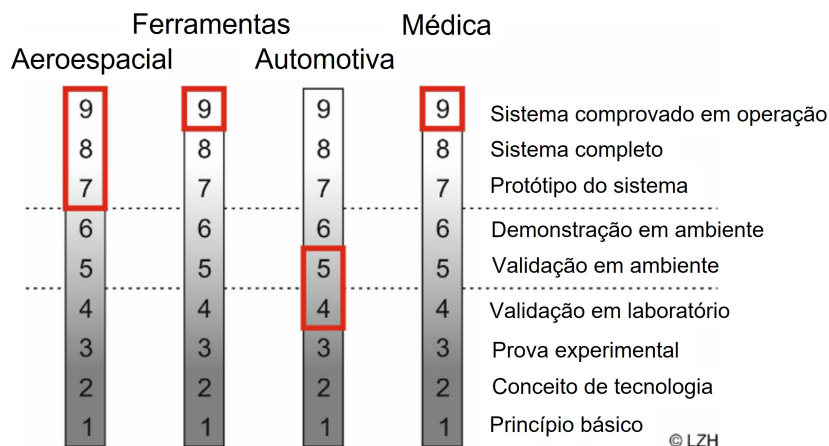 Ferramentas Médica
Aeroespacial Automotiva
9 9 9 9 Sistema comprovado em operação
8 8 8 8 Sistema completo
7 7 7 7 Protótipo do sistema
6 6 6 6 Demonstração em ambiente
5 5 5 5 Validação em ambiente
4 4 4 4 Validação em laboratório
3 3 3 3 Prova experimental
2 2 2 2 Conceito de tecnologia
1 1 1 1 Princípio básico
© LZH